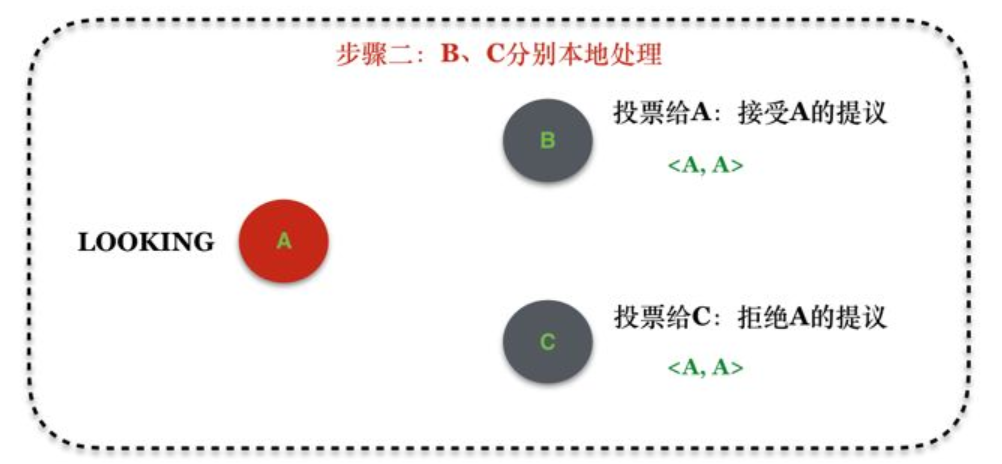 步骤二：B、C分别本地处理
投票给A：接受A的提议
B
<A, A>
LOOKING
A
投票给C：拒绝A的提议
C
<A, A>